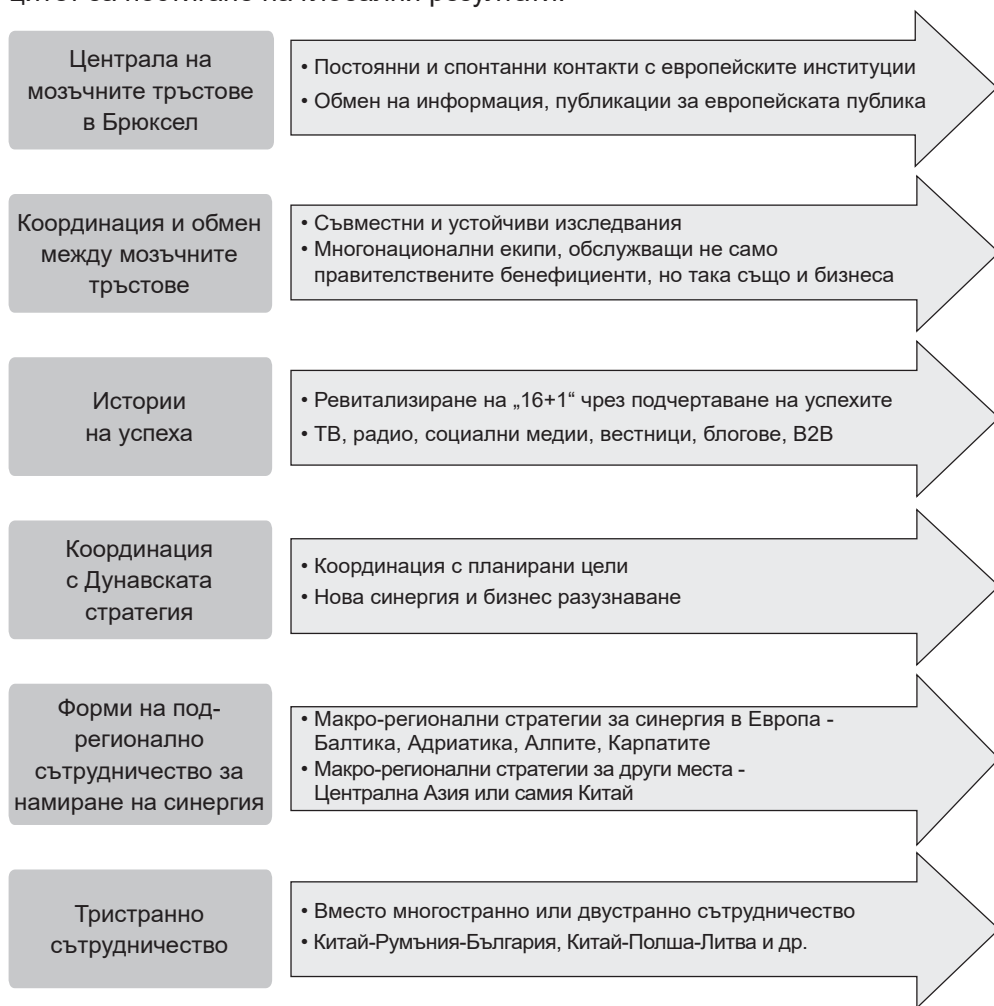 Централа на
мозъчните тръстове
в Брюксел
• Постоянни и спонтанни контакти с европейските институции
• Обмен на информация, публикации за европейската публика
Координация и обмен
между мозъчните
тръстове
• Съвместни и устойчиви изследвания
• Многонационални екипи, обслужващи не само
правителствените бенефициенти, но така също и бизнеса
Истории
на успеха
• Ревитализиране на „16+1“ чрез подчертаване на успехите
• ТВ, радио, социални медии, вестници, блогове, B2B
Координация
с Дунавската
стратегия
• Координация с планирани цели
• Нова синергия и бизнес разузнаване
Форми на под-
регионално
сътрудничество за
намиране на синергия
• Макро-регионални стратегии за синергия в Европа -
Балтика, Адриатика, Алпите, Карпатите
• Макро-регионални стратегии за други места -
Централна Азия или самия Китай
Тристранно
сътрудничество
• Вместо многостранно или двустранно сътрудничество
• Китай-Румъния-България, Китай-Полша-Литва и др.